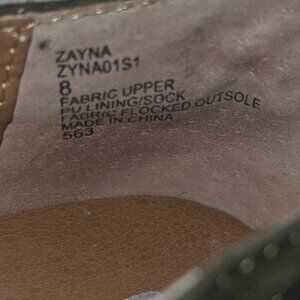 ZAYNA
ZYNA01S1
8
FABRIC UPPER
PU LINING/SOCK
FABRIC FLOCKED OUTSOLE
MADE IN CHINA
563